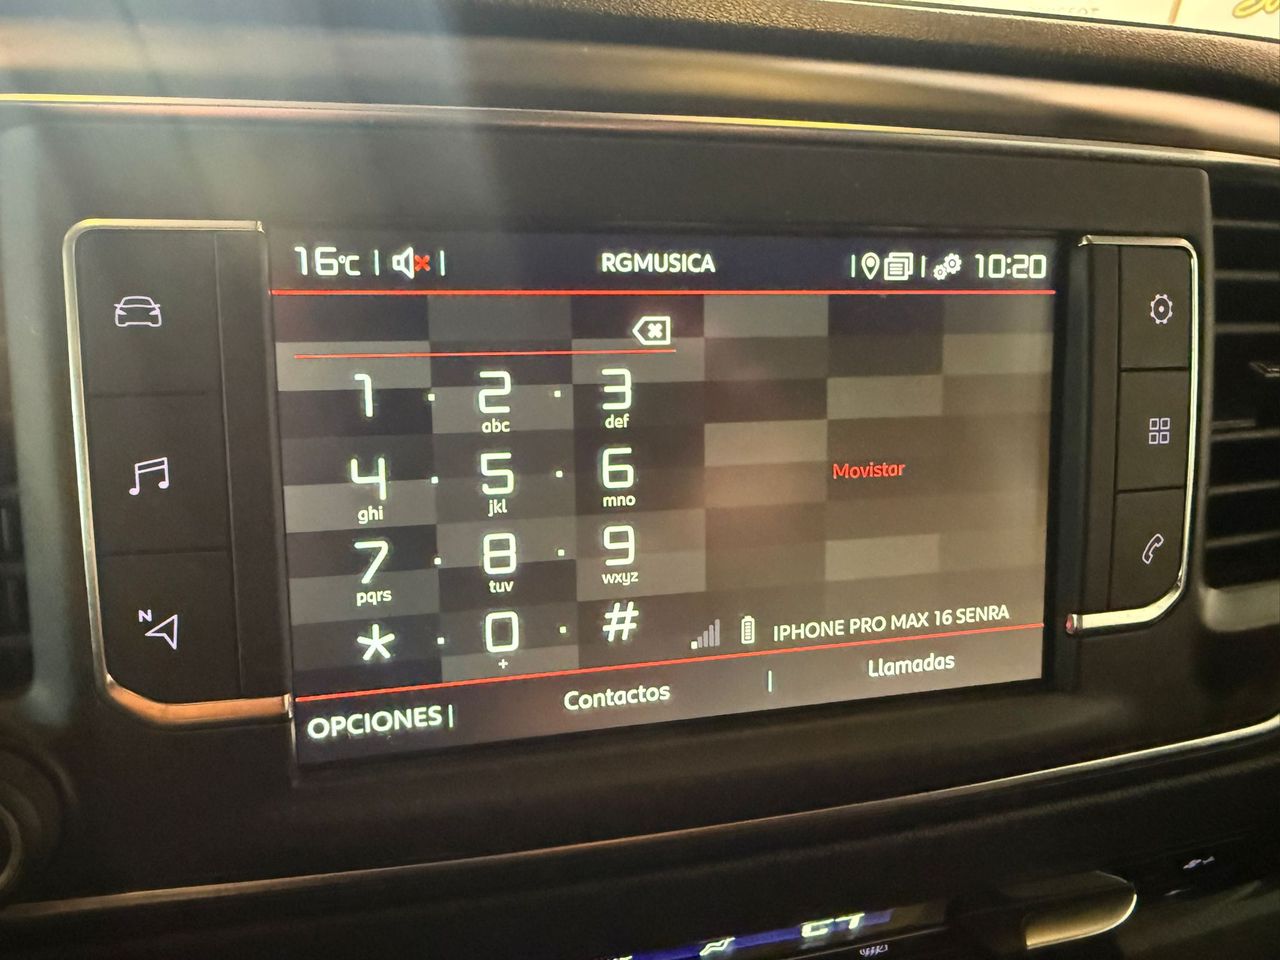 16°C
RGMUSICA
10:20
1
2
3
abc
def
4
5
6
ghi
jkl
mno
7
8
9
pqrs
tuv
wxyz
*
0
#
+
Movistar
IPHONE PRO MAX 16 SENRA
OPCIONES
Contactos
Llamadas
N